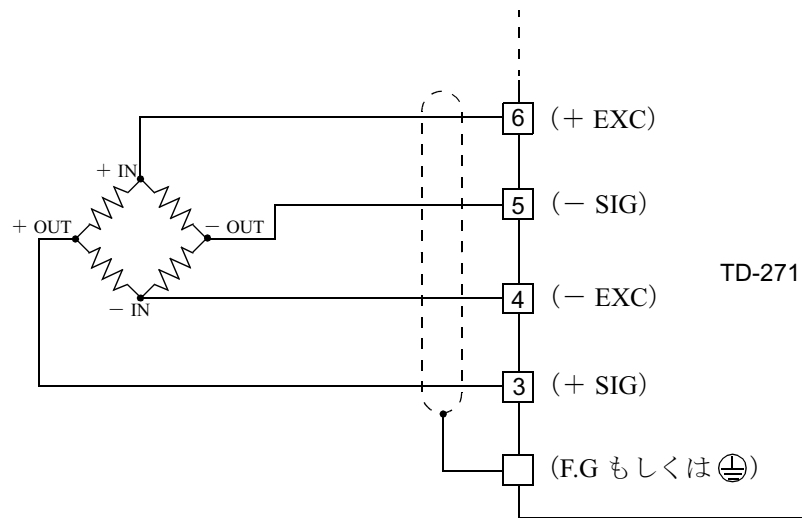 6 （＋ EXC）
＋ IN
5 （－ SIG）
＋ OUT
－ OUT
TD-271
4 （－ EXC）
－ IN
3 （＋ SIG）
（F.G もしくは ⏚）